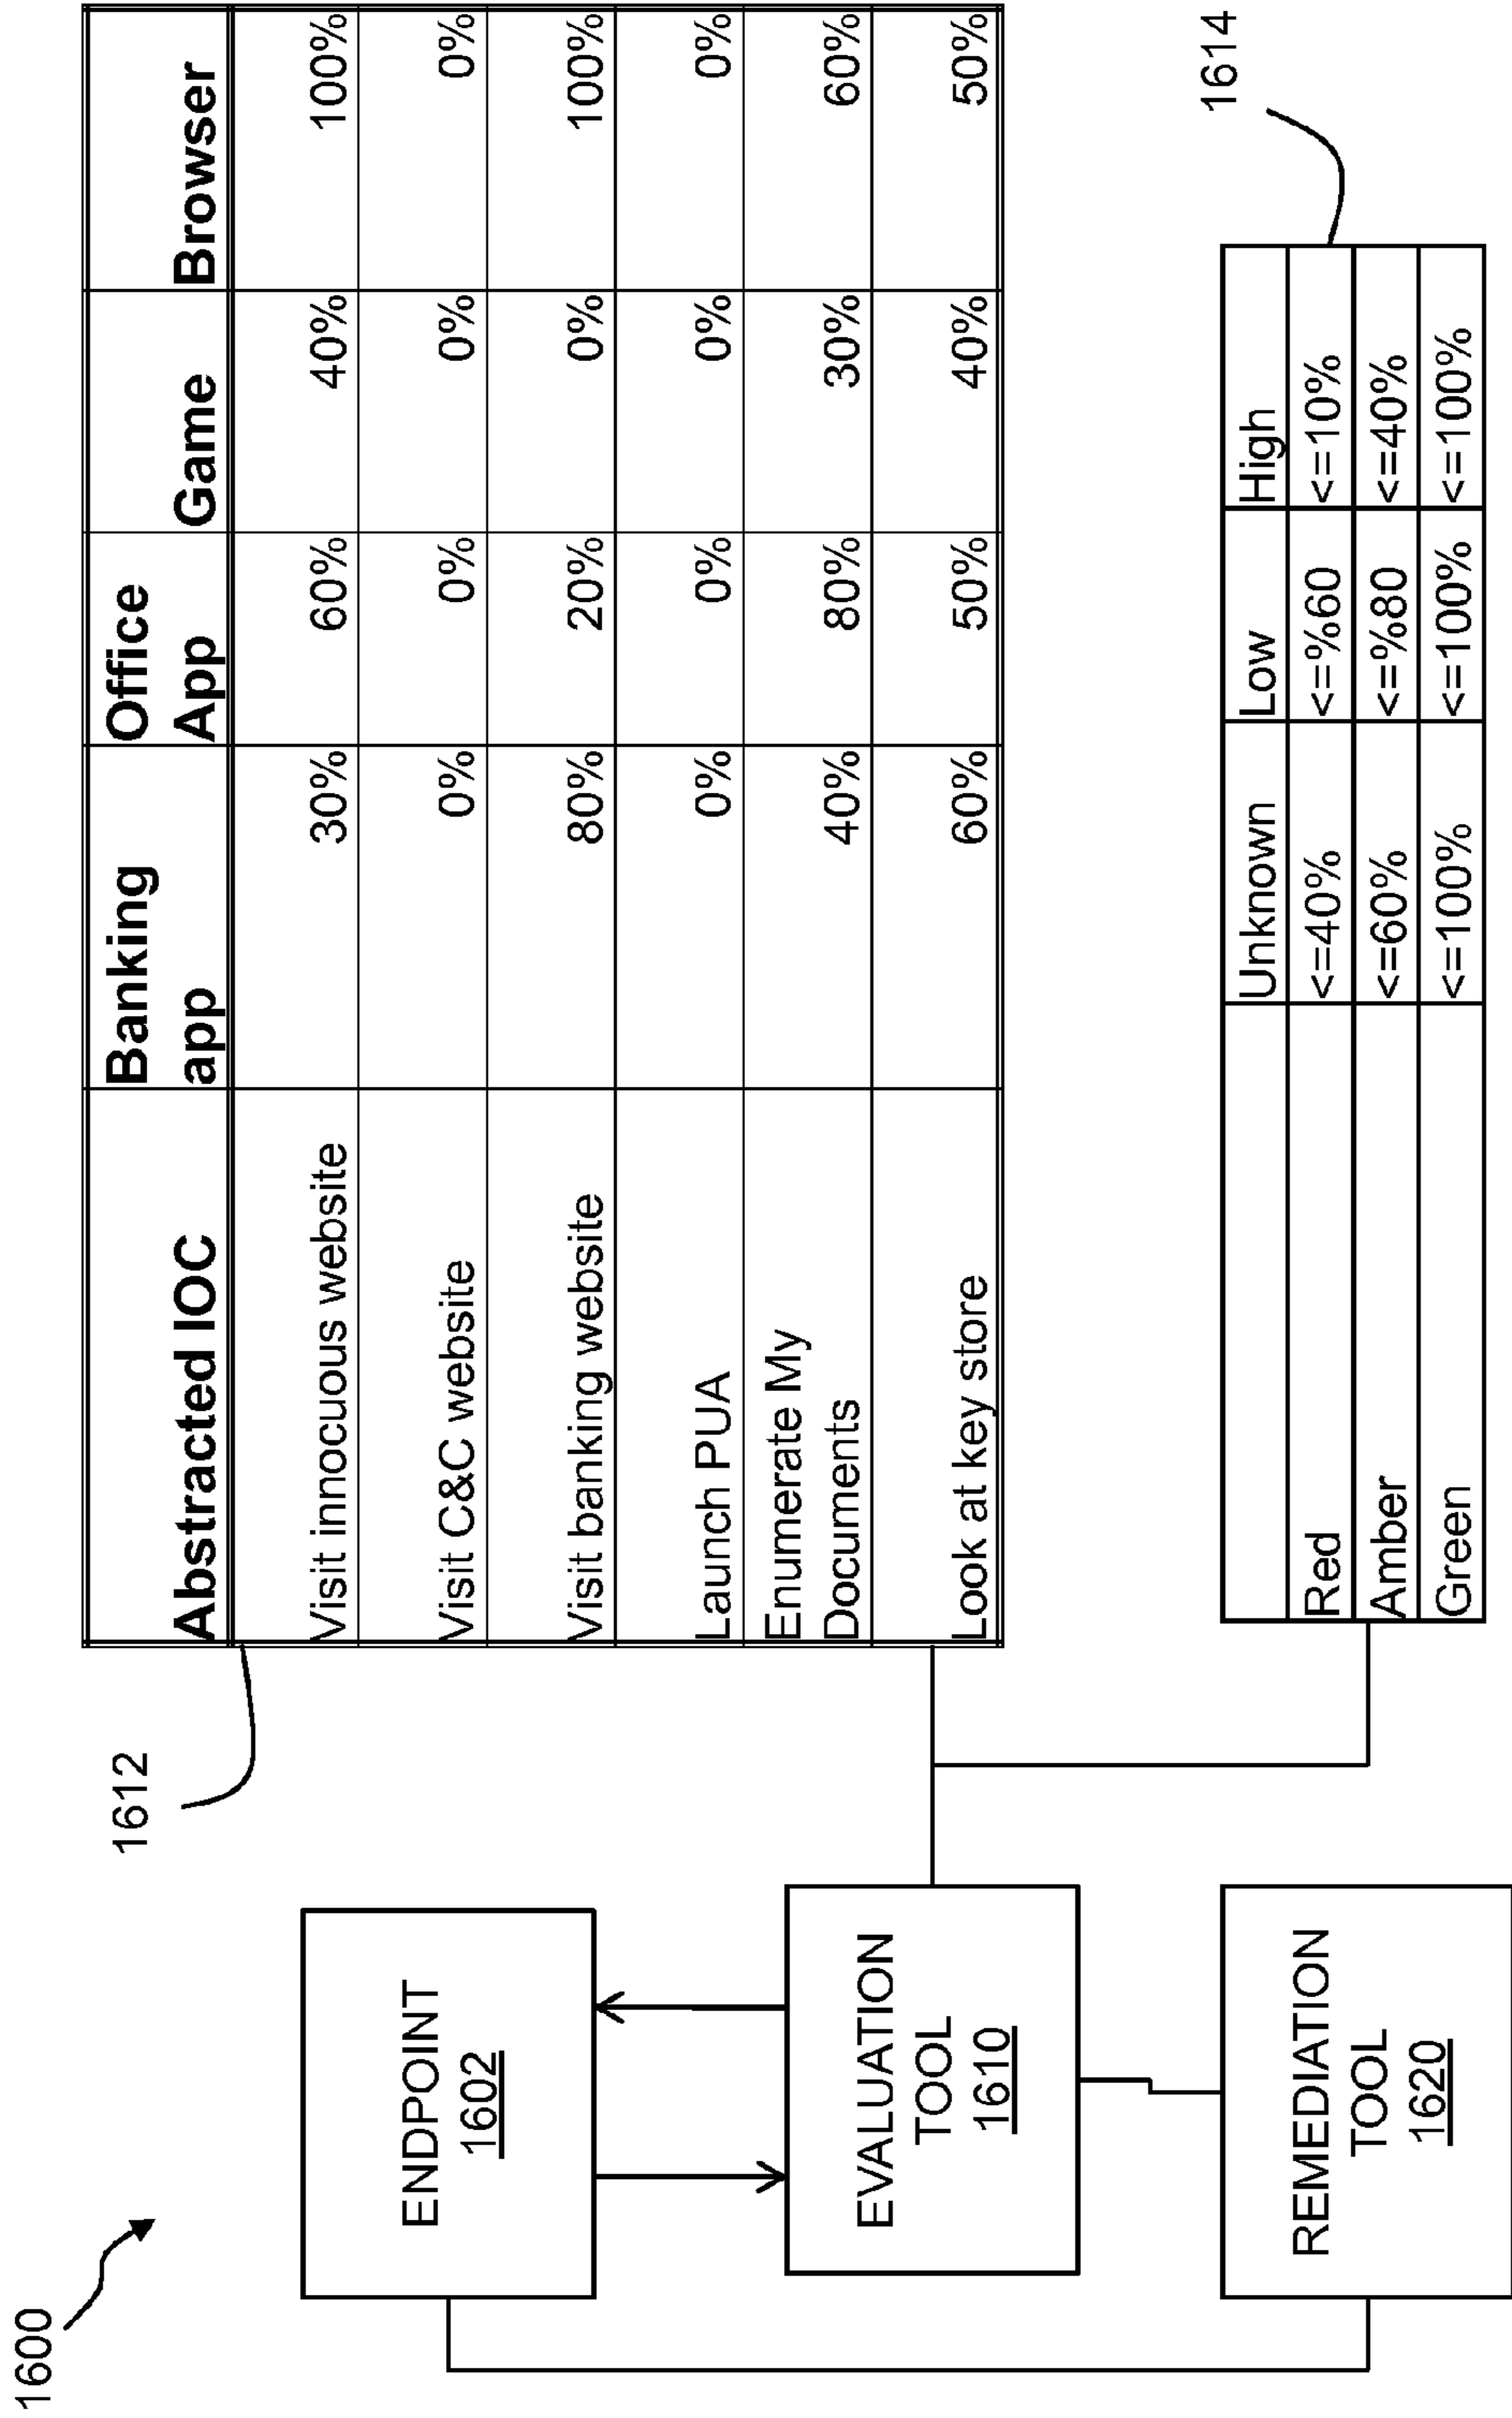 1600
ENDPOINT
1602
EVALUATION
TOOL
1610
REMEDIATION
TOOL
1620
1612
Banking Office
Abstracted IOC app App Game Browser
Visit innocuous website 30% 60% 40% 100%
Visit C&C website 0% 0% 0% 0%
Visit banking website 80% 20% 0% 100%
Launch PUA 0% 0% 0% 0%
Enumerate My
Documents 40% 80% 30% 60%
Look at key store 60% 50% 40% 50%
1614
Unknown Low High
Red <=40% <=%60 <=10%
Amber <=60% <=%80 <=40%
Green <=100% <=100% <=100%